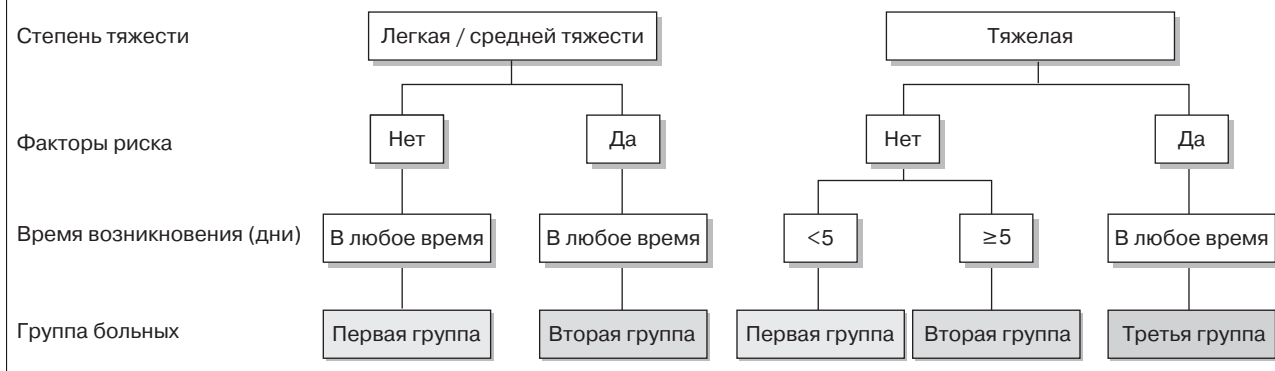 Степень тяжести
Легкая / средней тяжести
Тяжелая
Факторы риска
Нет
Да
Нет
Да
Время возникновения (дни)
В любое время
В любое время
<5
≥5
В любое время
Группа больных
Первая группа
Вторая группа
Первая группа
Вторая группа
Третья группа